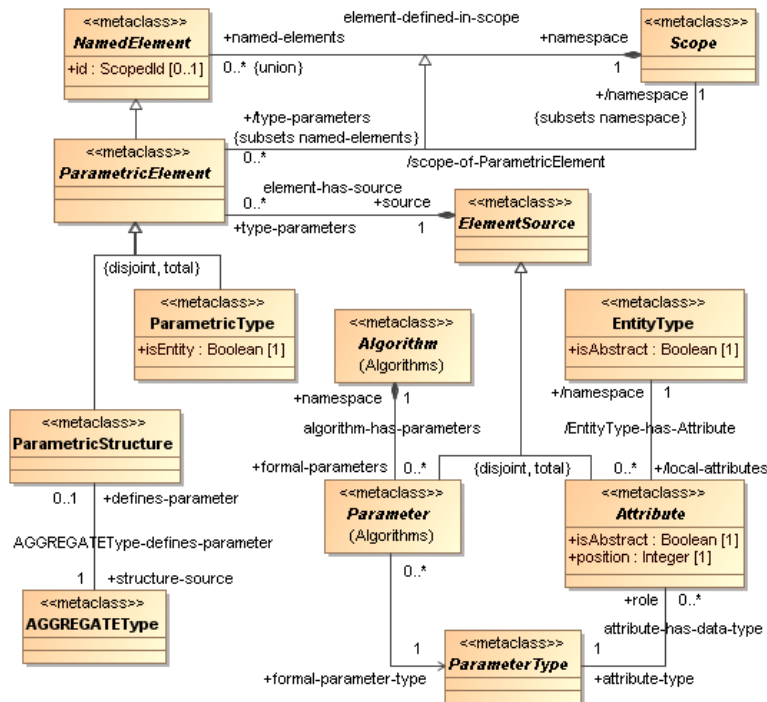 element-defined-in-scope
<<metaclass>>
NamedElement
+id : ScopedId [0..1]
+named-elements
0..* {union}
+namespace
1
<<metaclass>>
Scope
+/type-parameters
{subsets named-elements}
0..*
+/namespace 1
{subsets namespace}
/scope-of-ParametricElement
<<metaclass>>
ParametricElement
element-has-source
0..*
+source
+type-parameters
1
<<metaclass>>
ElementSource
{disjoint, total}
<<metaclass>>
ParametricType
+isEntity : Boolean [1]
<<metaclass>>
Algorithm
(Algorithms)
<<metaclass>>
EntityType
+isAbstract : Boolean [1]
+namespace 1
algorithm-has-parameters
+formal-parameters 0..*
+/namespace 1
/EntityType-has-Attribute
0..* +/local-attributes
{disjoint, total}
<<metaclass>>
ParametricStructure
0..1 +defines-parameter
AGGREGATEType-defines-parameter
1 +structure-source
<<metaclass>>
AGGREGATEType
<<metaclass>>
Parameter
(Algorithms)
0..*
1
+formal-parameter-type
<<metaclass>>
Attribute
+isAbstract : Boolean [1]
+position : Integer [1]
+role 0..*
attribute-has-data-type
1
+attribute-type
<<metaclass>>
ParameterType